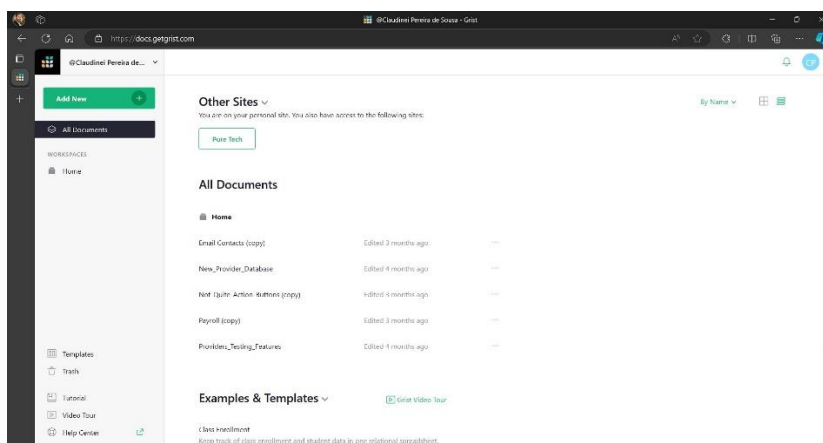 @Claudinei Pereira de Sousa - Grist
https://docs.getgrist.com
@Claudinei Pereira de...
CP
Add New
All Documents
WORKSPACES
Home
Templates
Trash
Tutorial
Video Tour
Help Center
Other Sites
By Name
You are on your personal site. You also have access to the following sites:
Pure Tech
All Documents
Home
Email Contacts (copy) Edited 3 months ago
New_Provider_Database Edited 4 months ago
Not-Quite-Action-Buttons (copy) Edited 3 months ago
Payroll (copy) Edited 3 months ago
Providers_Testing_Features Edited 4 months ago
Examples & Templates
Grist Video Tour
Class Enrollment
Keep track of class enrollment and student data in one relational spreadsheet.